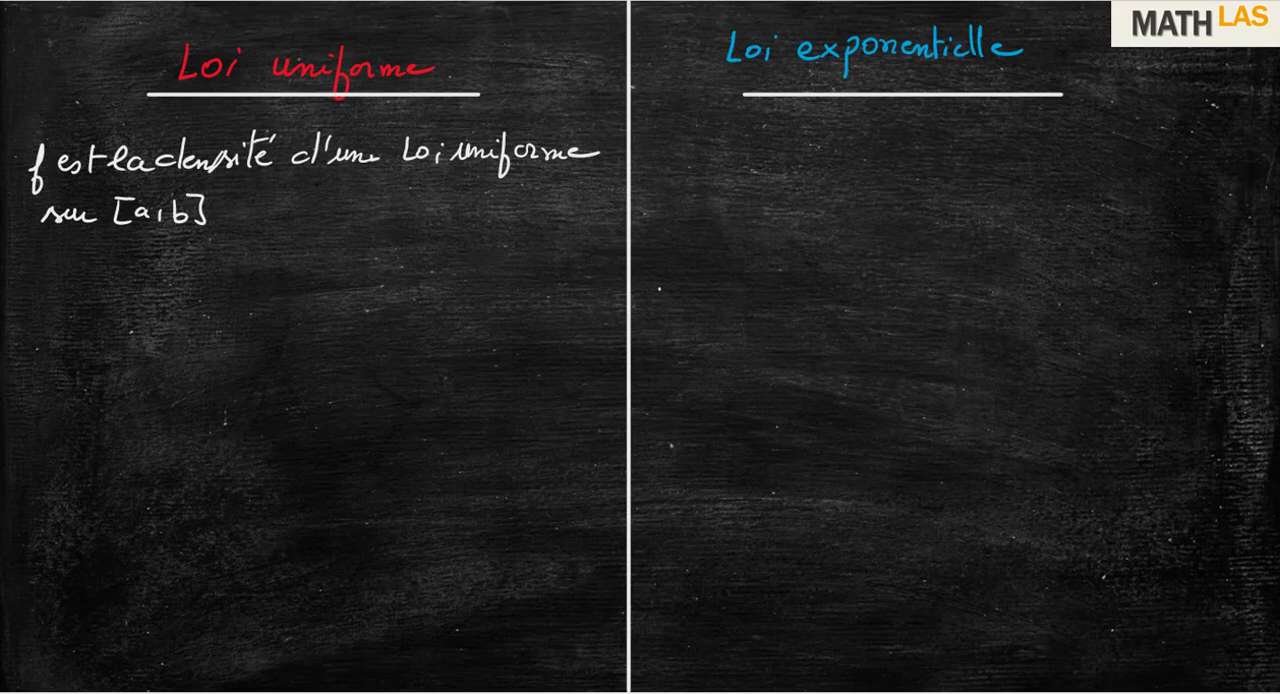 Loi uniforme
f est la densité d'une Loi uniforme
sur [a,b]
Loi exponentielle
MATH LAS